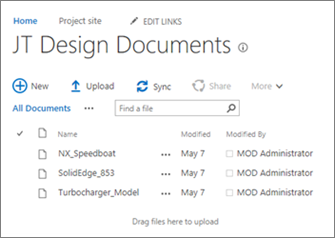 Home Project site EDIT LINKS
JT Design Documents
New Upload Sync Share More
All Documents ... Find a file
Name Modified Modified By
NX_Speedboat ... May 7 MOD Administrator
SolidEdge_853 ... May 7 MOD Administrator
Turbocharger_Model ... May 7 MOD Administrator
Drag files here to upload